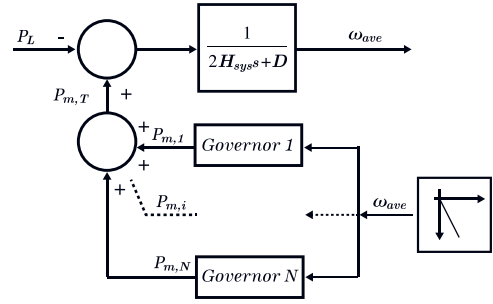 P_L - 1 ω_ave
2H_sys s+D
P_m,T +
+ P_m,1 Governor 1
+
+ P_m,i ω_ave
P_m,N Governor N